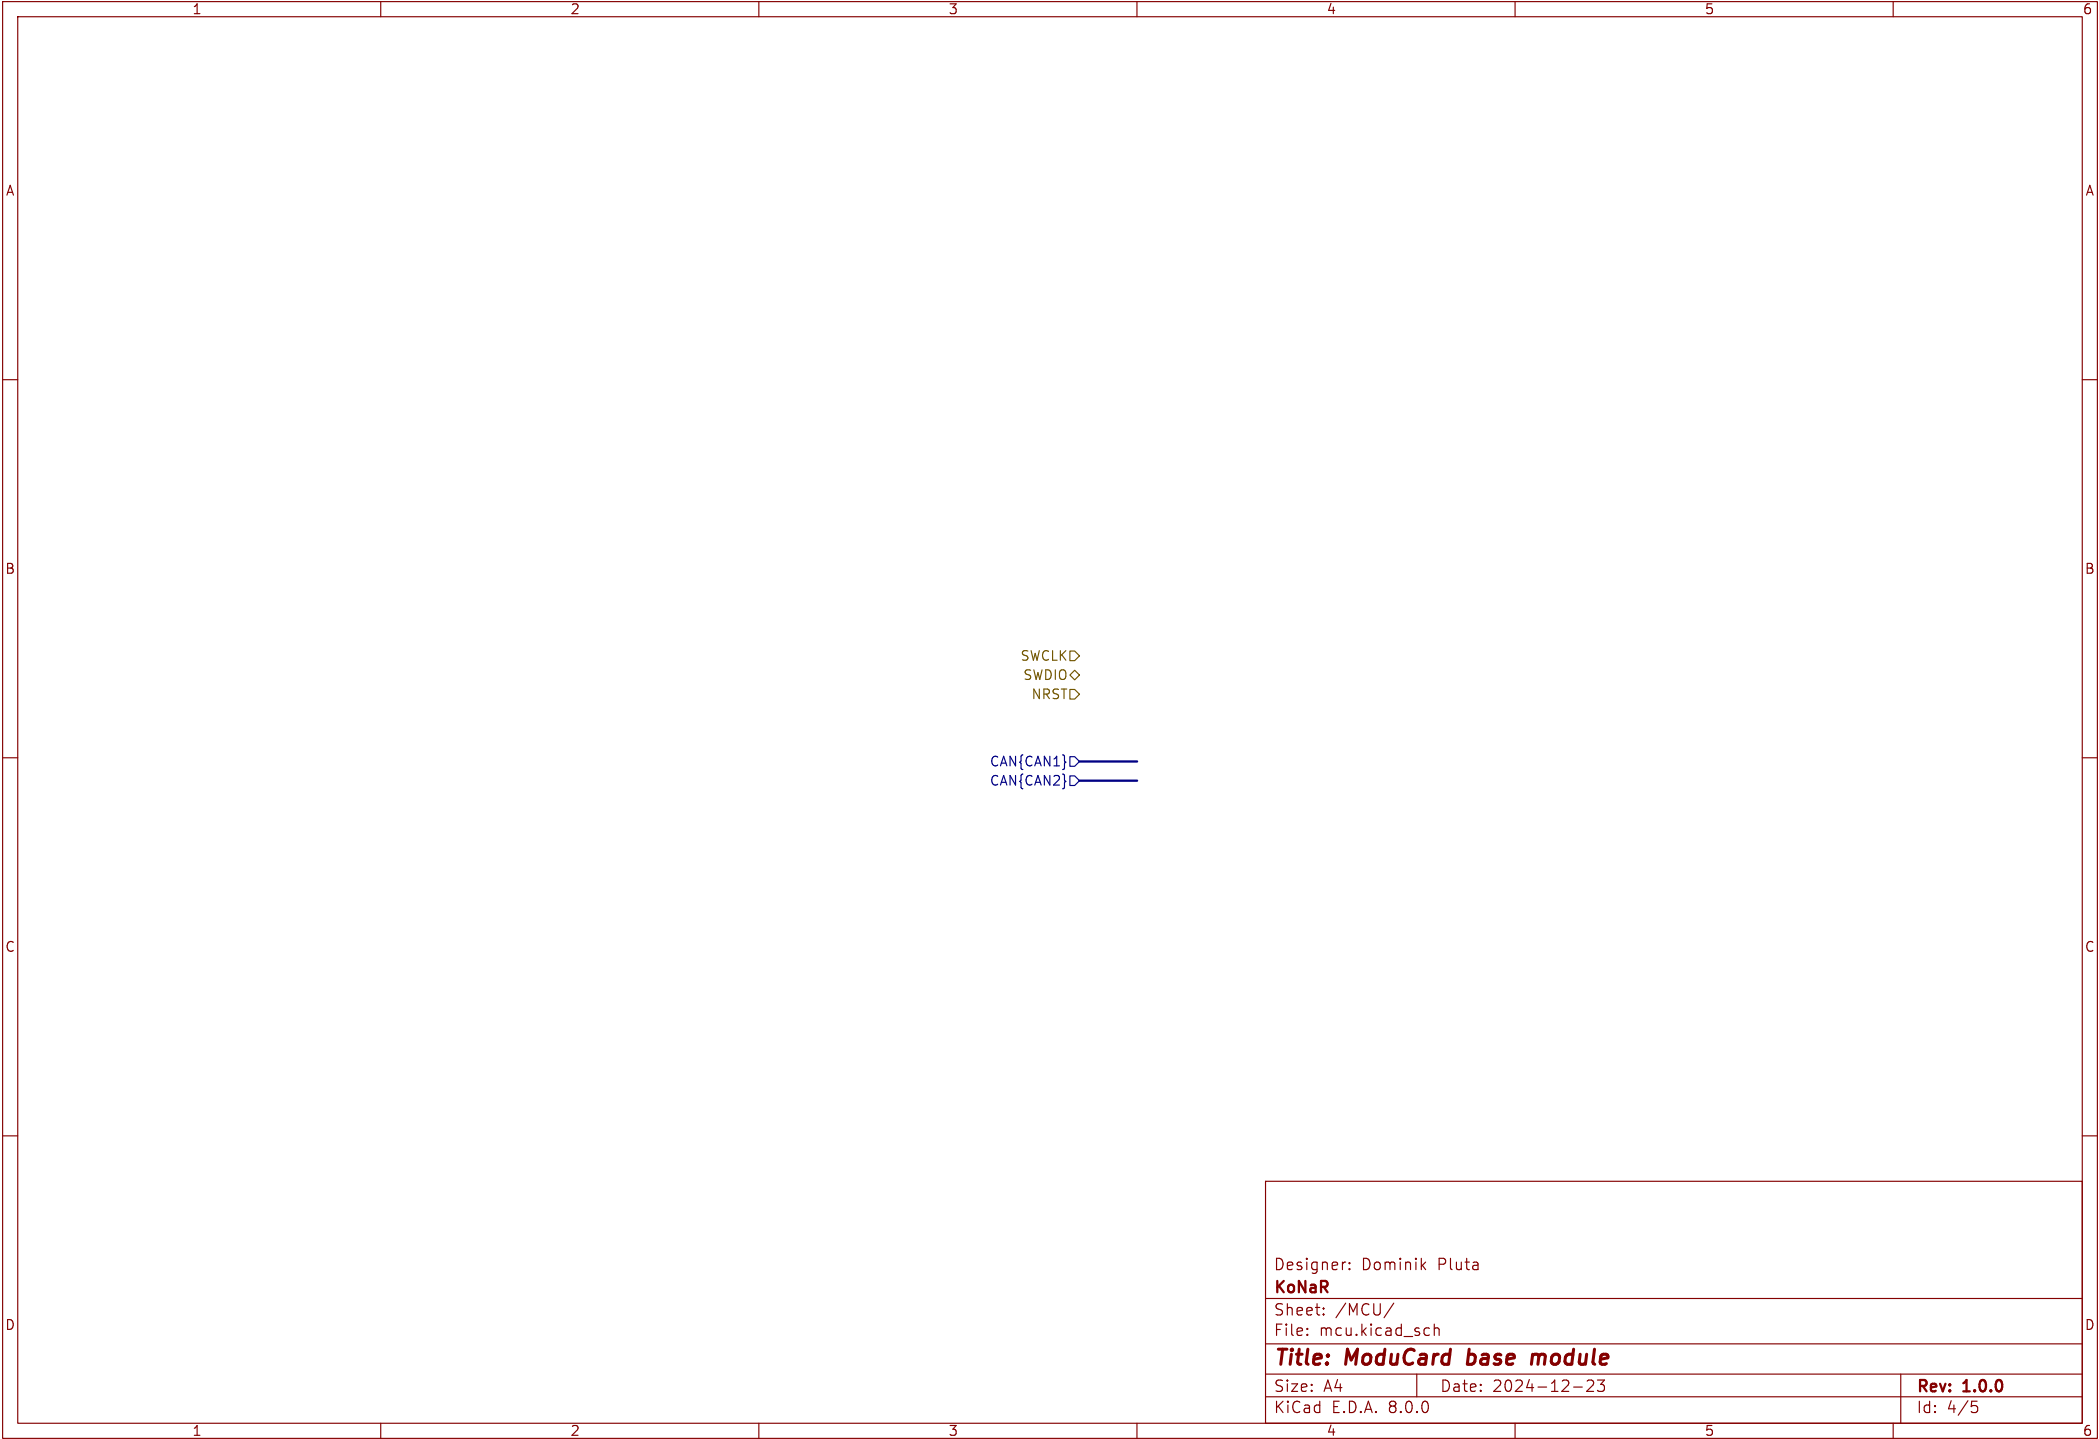 1 2 3 4 5 6
A A
B B
SWCLK
SWDIO
NRST
CAN{CAN1}
CAN{CAN2}
C C
Designer: Dominik Pluta
KoNaR
Sheet: /MCU/
File: mcu.kicad_sch
D D
Title: ModuCard base module
Size: A4 Date: 2024-12-23 Rev: 1.0.0
KiCad E.D.A. 8.0.0 Id: 4/5
1 2 3 4 5 6